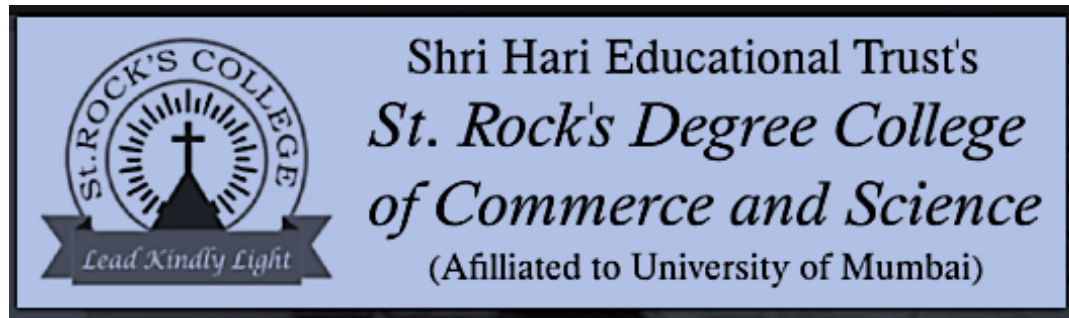 St.ROCK'S COLLEGE
Lead Kindly Light
Shri Hari Educational Trust's
St. Rock's Degree College
of Commerce and Science
(Afilliated to University of Mumbai)